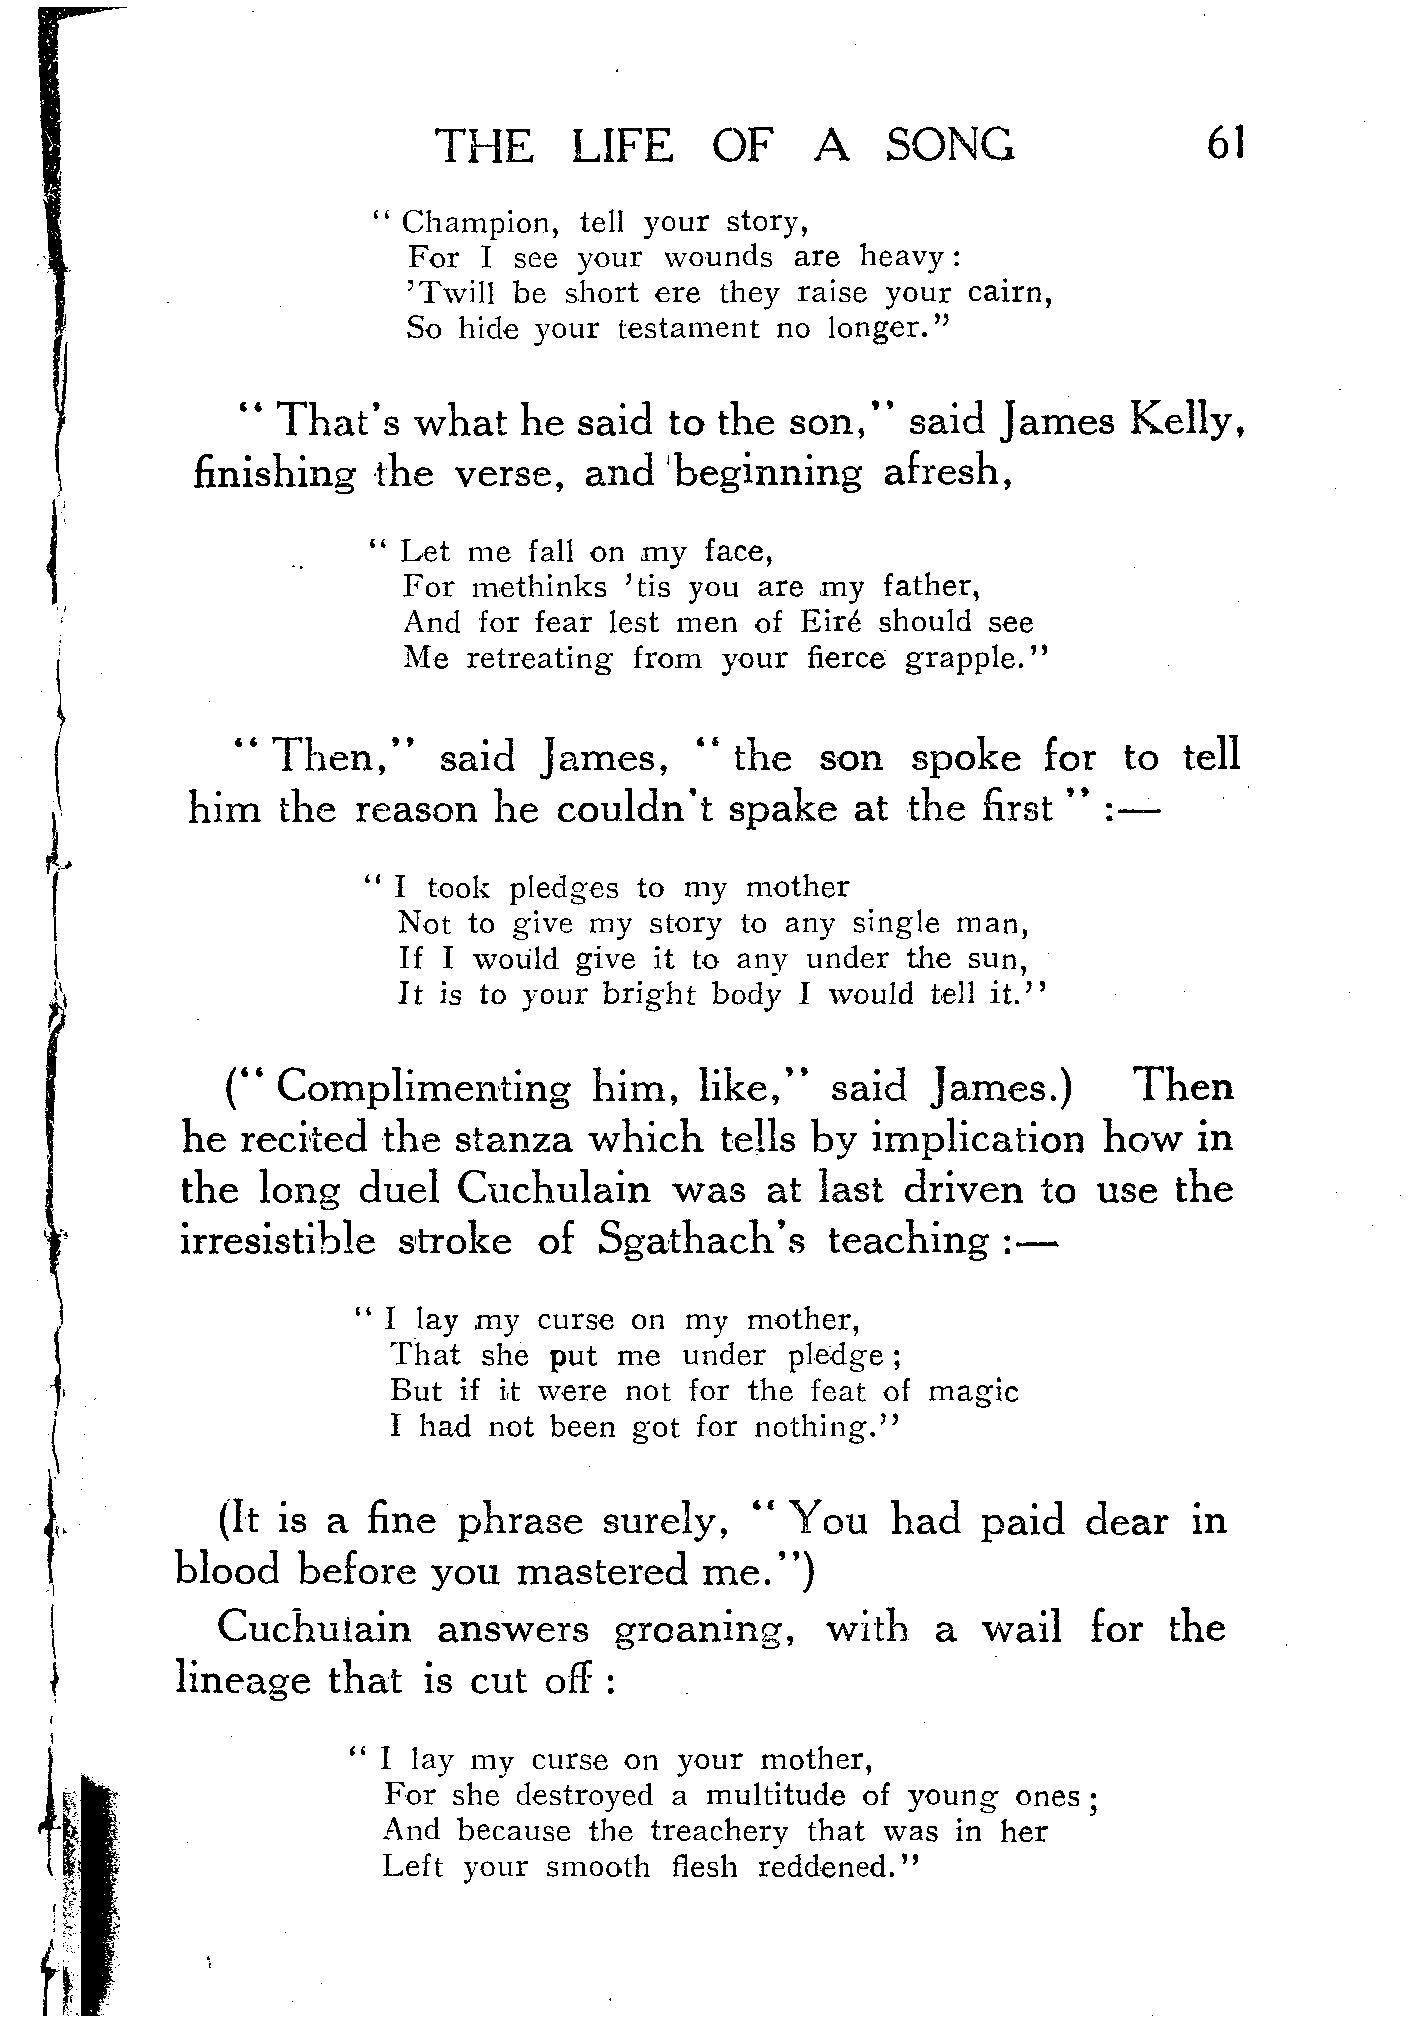 THE LIFE OF A SONG 61
“ Champion, tell your story,
For I see your wounds are heavy :
’Twill be short ere they raise your cairn,
So hide your testament no longer.”
“ That’s what he said to the son,” said James Kelly,
finishing the verse, and beginning afresh,
“ Let me fall on my face,
For methinks ’tis you are my father,
And for fear lest men of Eiré should see
Me retreating from your fierce grapple.”
“ Then,” said James, “ the son spoke for to tell
him the reason he couldn’t spake at the first ” :—
“ I took pledges to my mother
Not to give my story to any single man,
If I would give it to any under the sun,
It is to your bright body I would tell it.”
(“ Complimenting him, like,” said James.) Then
he recited the stanza which tells by implication how in
the long duel Cuchulain was at last driven to use the
irresistible stroke of Sgathach’s teaching :—
“ I lay my curse on my mother,
That she put me under pledge ;
But if it were not for the feat of magic
I had not been got for nothing.”
(It is a fine phrase surely, “ You had paid dear in
blood before you mastered me.”)
Cuchulain answers groaning, with a wail for the
lineage that is cut off :
“ I lay my curse on your mother,
For she destroyed a multitude of young ones ;
And because the treachery that was in her
Left your smooth flesh reddened.”